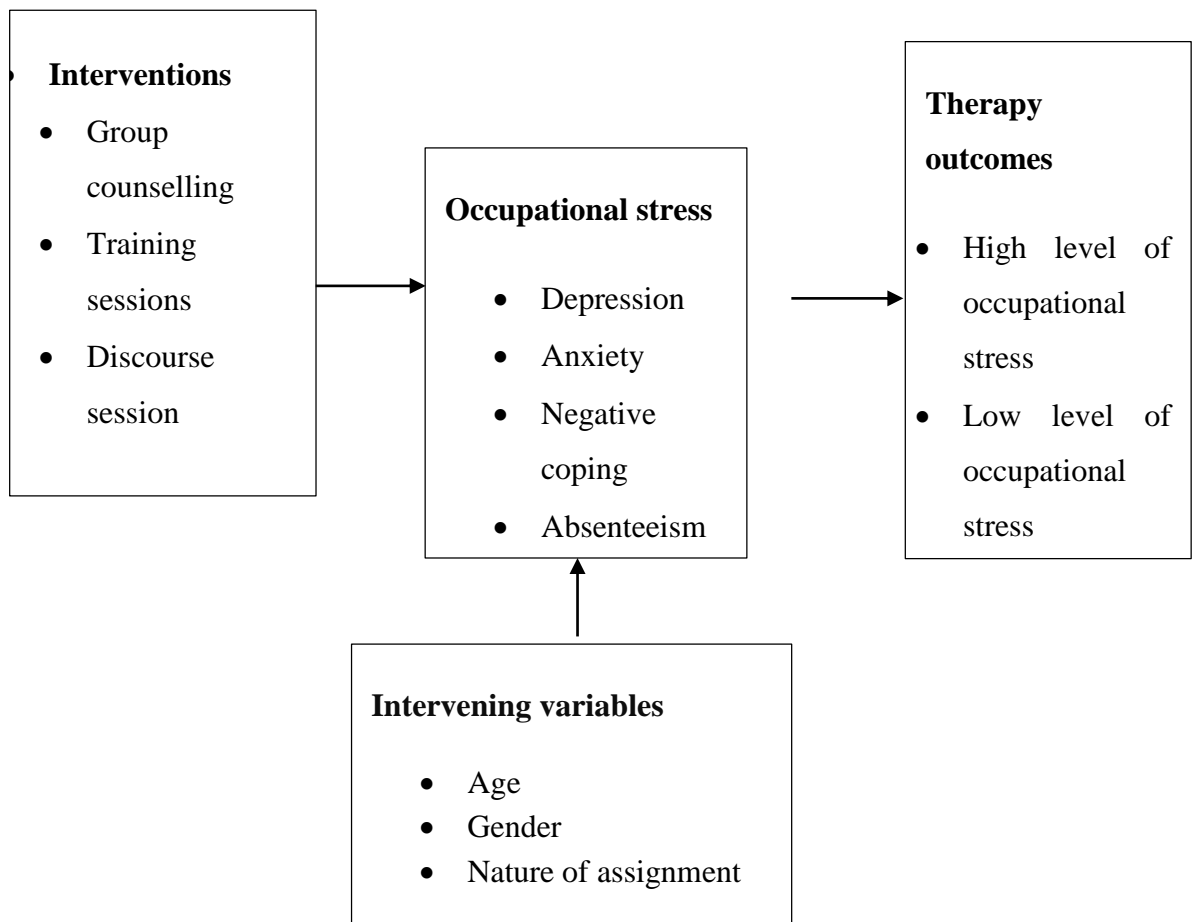 • Interventions
• Group
counselling
• Training
sessions
• Discourse
session
Occupational stress
• Depression
• Anxiety
• Negative
coping
• Absenteeism
Therapy
outcomes
• High level of
occupational
stress
• Low level of
occupational
stress
Intervening variables
• Age
• Gender
• Nature of assignment